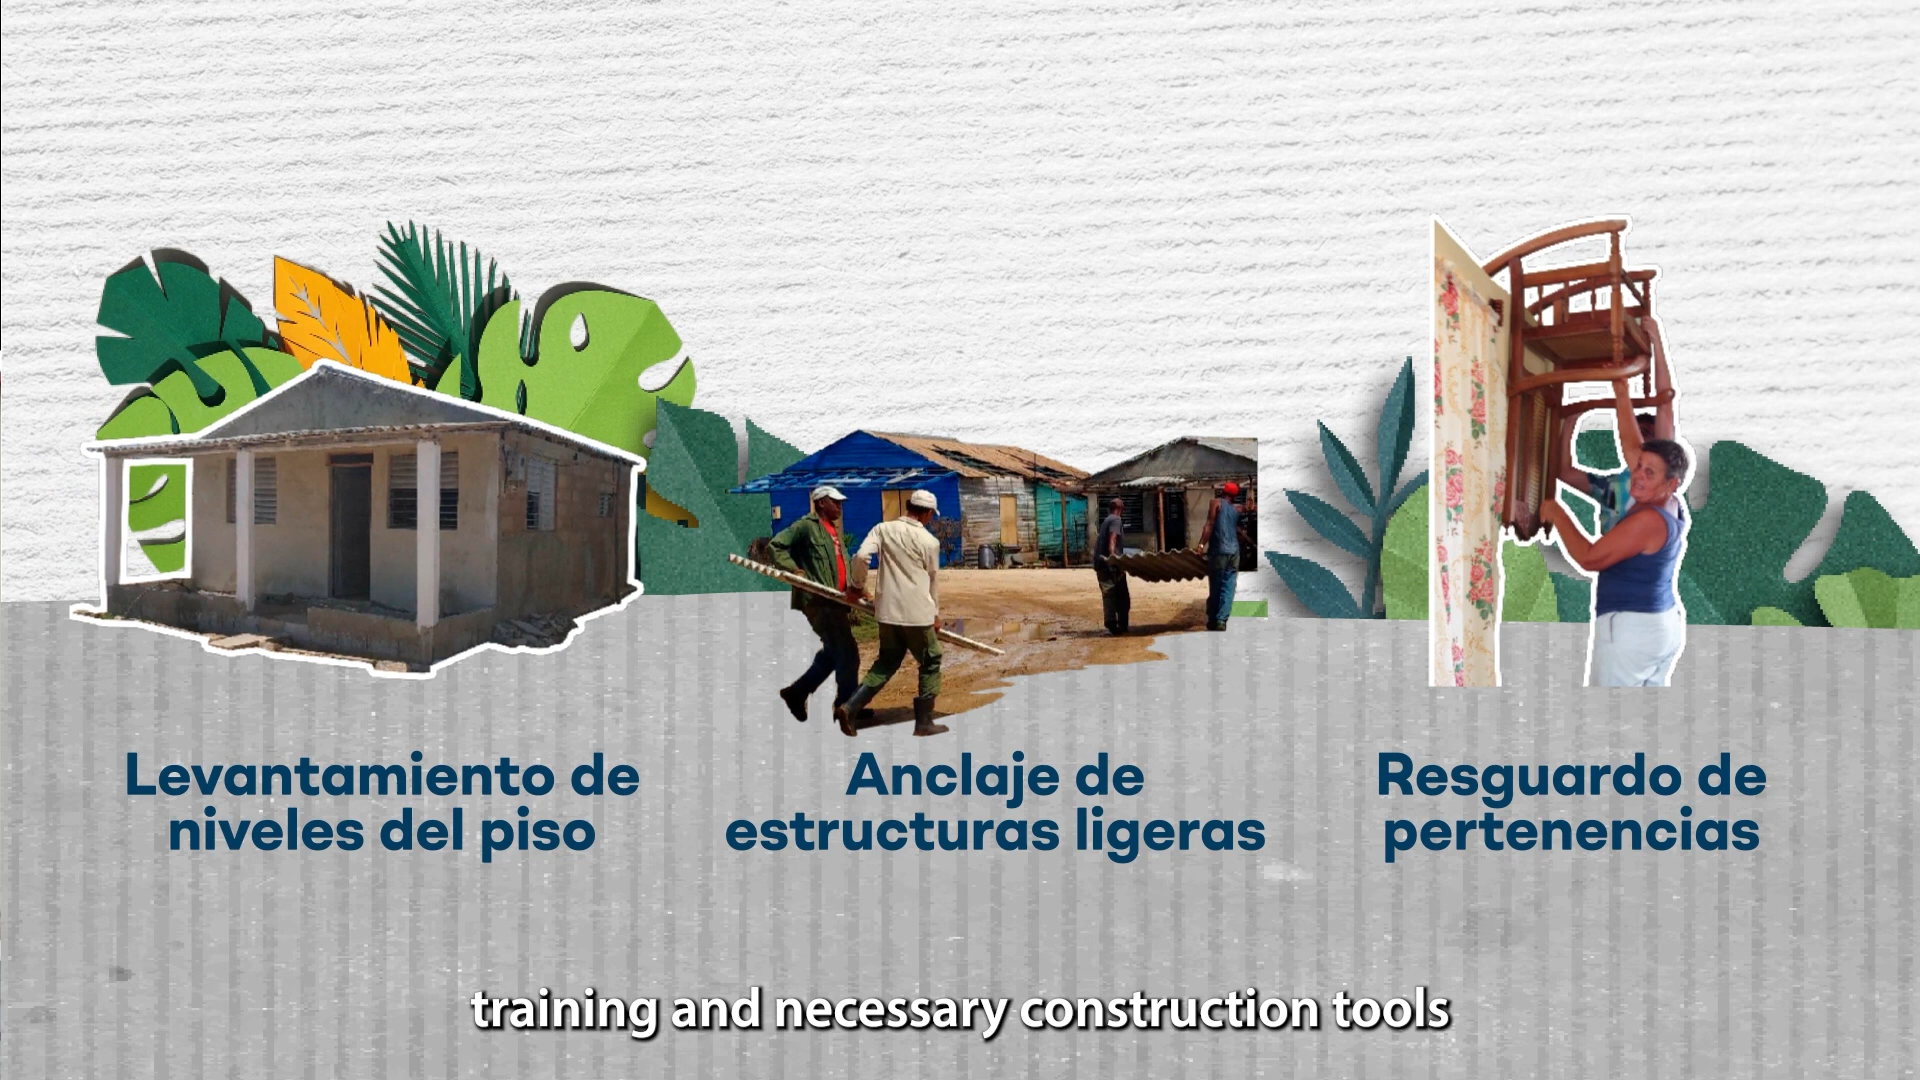 Levantamiento de
niveles del piso
Anclaje de
estructuras ligeras
Resguardo de
pertenencias
training and necessary construction tools